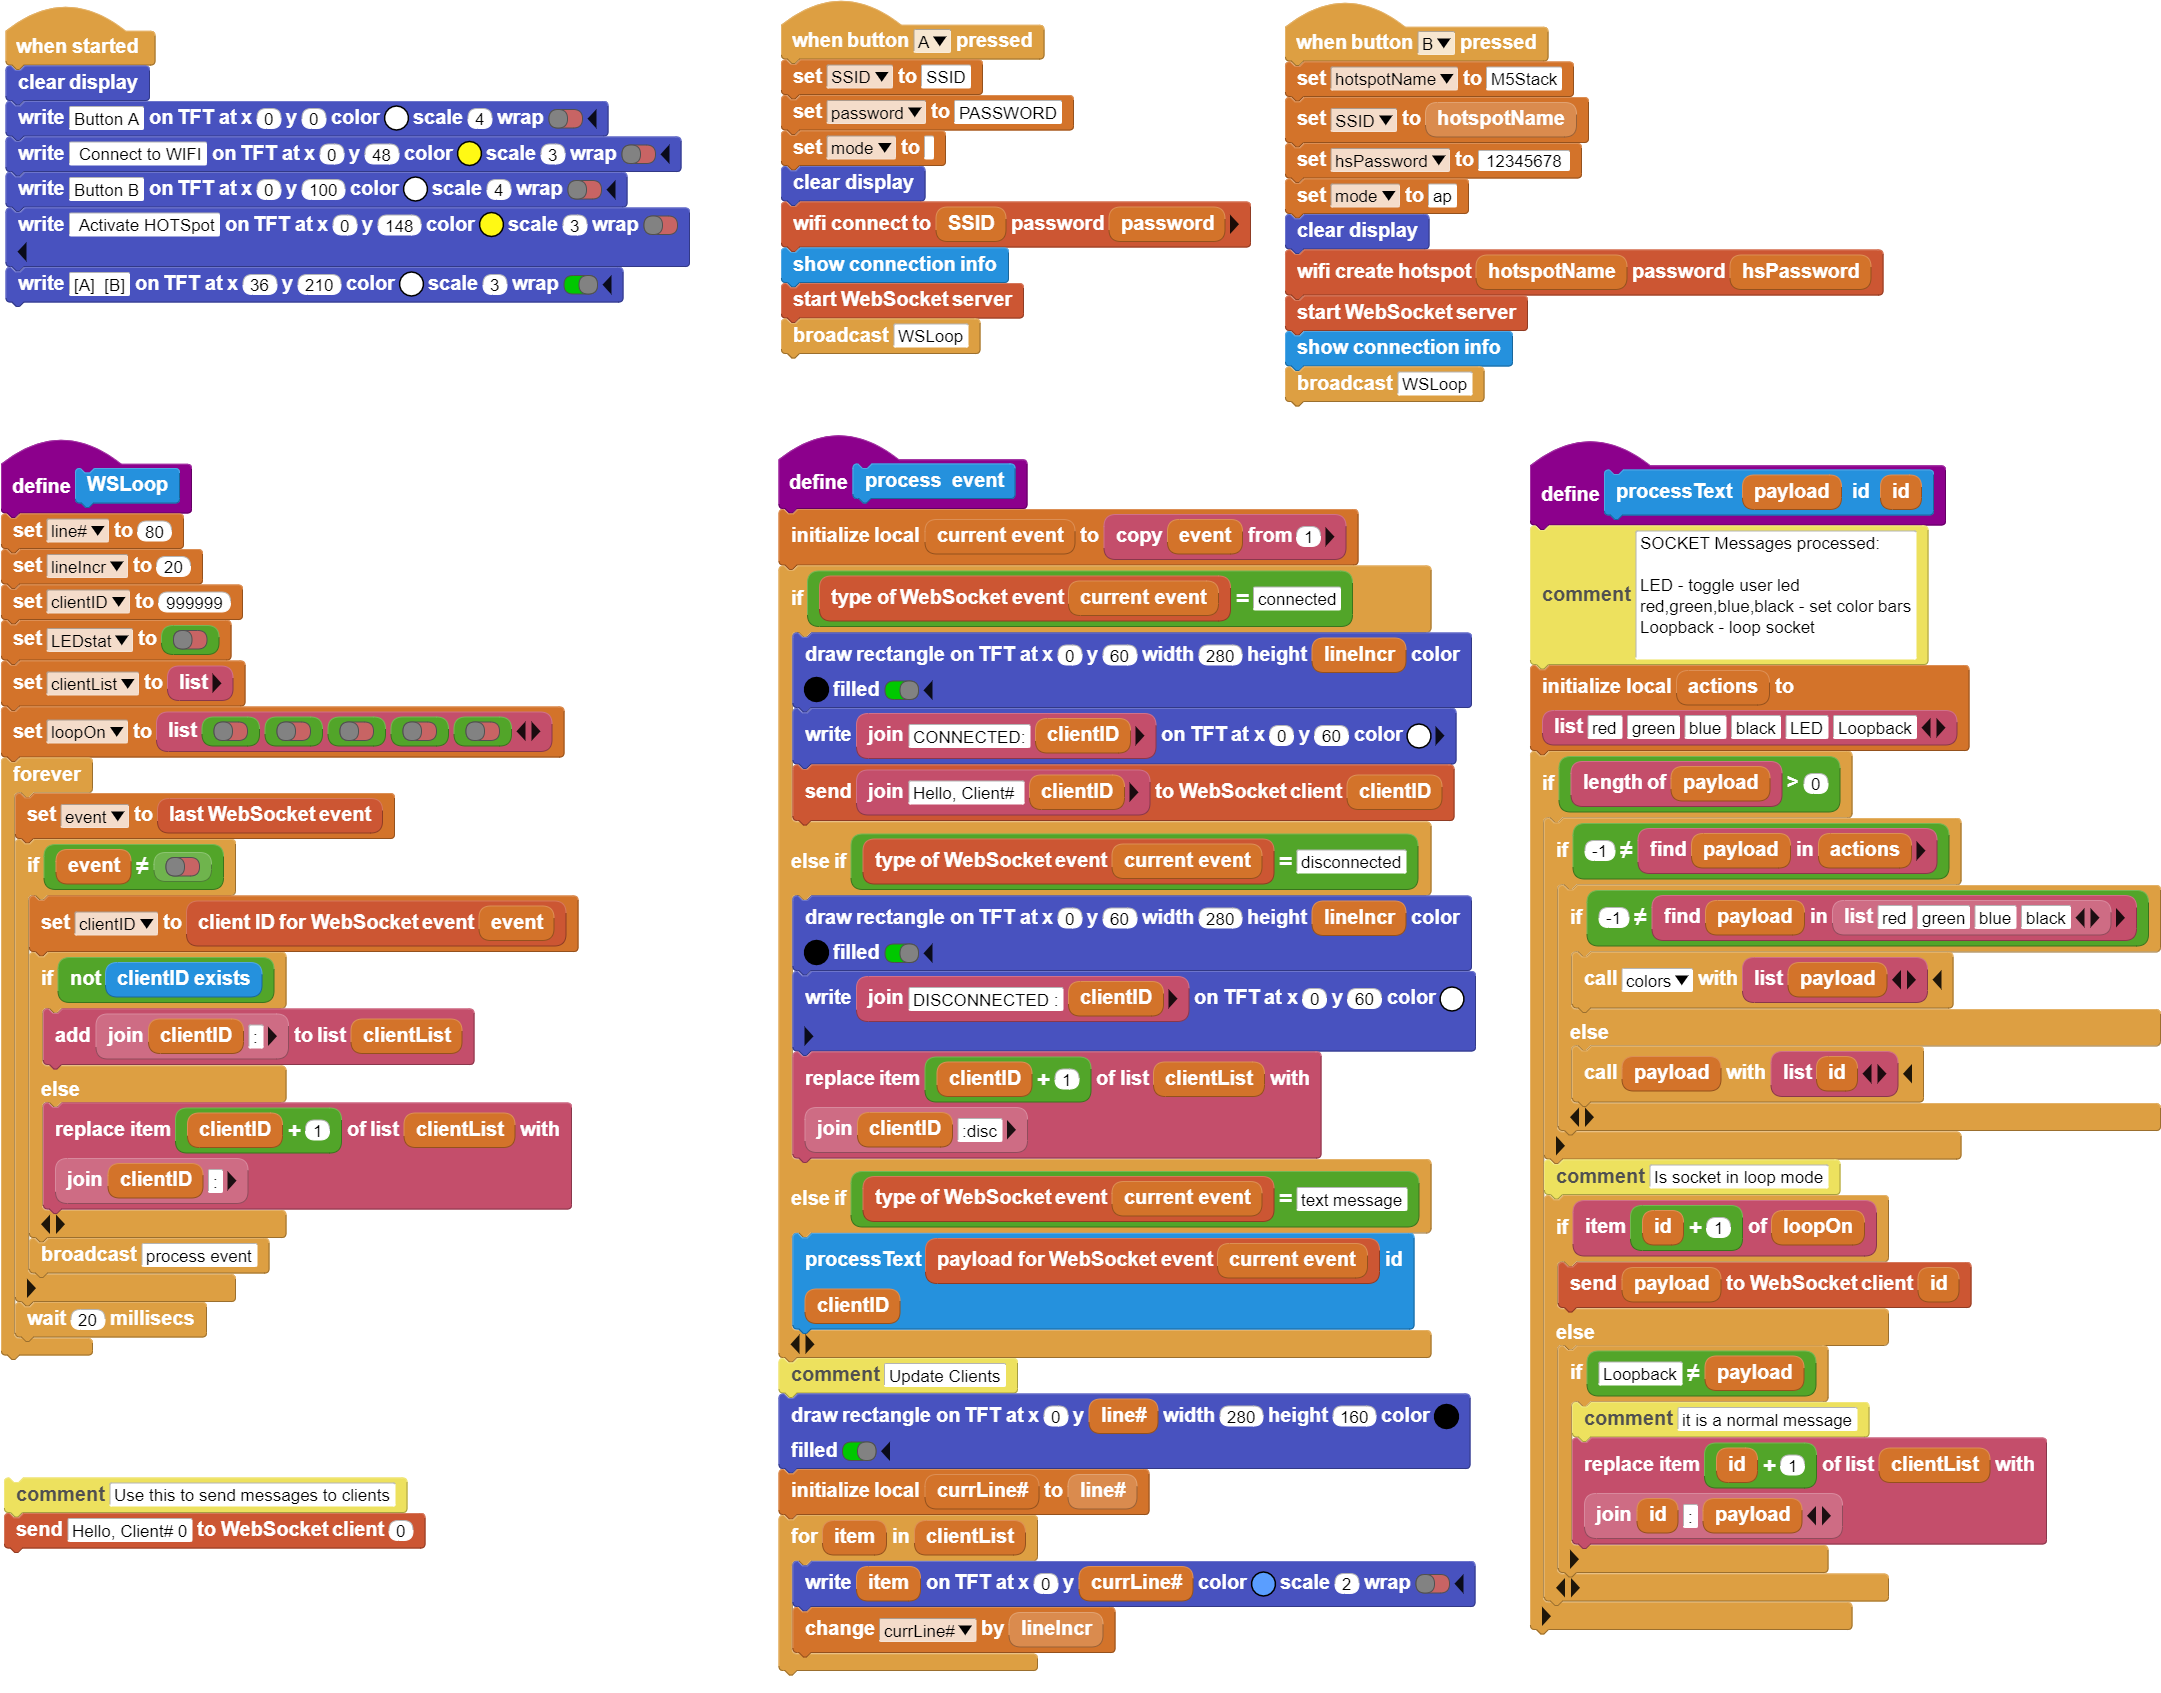 when started
clear display
write Button A on TFT at x 0 y 0 color scale 4 wrap
write Connect to WIFI on TFT at x 0 y 48 color scale 3 wrap
write Button B on TFT at x 0 y 100 color scale 4 wrap
write Activate HOTSpot on TFT at x 0 y 148 color scale 3 wrap
write [A] [B] on TFT at x 36 y 210 color scale 3 wrap
when button A pressed
set SSID to SSID
set password to PASSWORD
set mode to
clear display
wifi connect to SSID password password
show connection info
start WebSocket server
broadcast WSLoop
when button B pressed
set hotspotName to M5Stack
set SSID to hotspotName
set hsPassword to 12345678
set mode to ap
clear display
wifi create hotspot hotspotName password hsPassword
start WebSocket server
show connection info
broadcast WSLoop
define WSLoop
set line# to 80
set lineIncr to 20
set clientID to 999999
set LEDstat to
set clientList to list
set loopOn to list
forever
set event to last WebSocket event
if event ≠
set clientID to client ID for WebSocket event event
if not clientID exists
add join clientID : to list clientList
else
replace item clientID + 1 of list clientList with
join clientID :
broadcast process event
wait 20 millisecs
comment Use this to send messages to clients
send Hello, Client# 0 to WebSocket client 0
define process event
initialize local current event to copy event from 1
if type of WebSocket event current event = connected
draw rectangle on TFT at x 0 y 60 width 280 height lineIncr color
filled
write join CONNECTED: clientID on TFT at x 0 y 60 color
send join Hello, Client# clientID to WebSocket client clientID
else if type of WebSocket event current event = disconnected
draw rectangle on TFT at x 0 y 60 width 280 height lineIncr color
filled
write join DISCONNECTED : clientID on TFT at x 0 y 60 color
replace item clientID + 1 of list clientList with
join clientID :disc
else if type of WebSocket event current event = text message
processText payload for WebSocket event current event id
clientID
comment Update Clients
draw rectangle on TFT at x 0 y line# width 280 height 160 color
filled
initialize local currLine# to line#
for item in clientList
write item on TFT at x 0 y currLine# color scale 2 wrap
change currLine# by lineIncr
define processText payload id id
comment SOCKET Messages processed:
LED - toggle user led
red,green,blue,black - set color bars
Loopback - loop socket
initialize local actions to
list red green blue black LED Loopback
if length of payload > 0
if -1 ≠ find payload in actions
if -1 ≠ find payload in list red green blue black
call colors with list payload
else
call payload with list id
comment Is socket in loop mode
if item id + 1 of loopOn
send payload to WebSocket client id
else
if Loopback ≠ payload
comment it is a normal message
replace item id + 1 of list clientList with
join id : payload